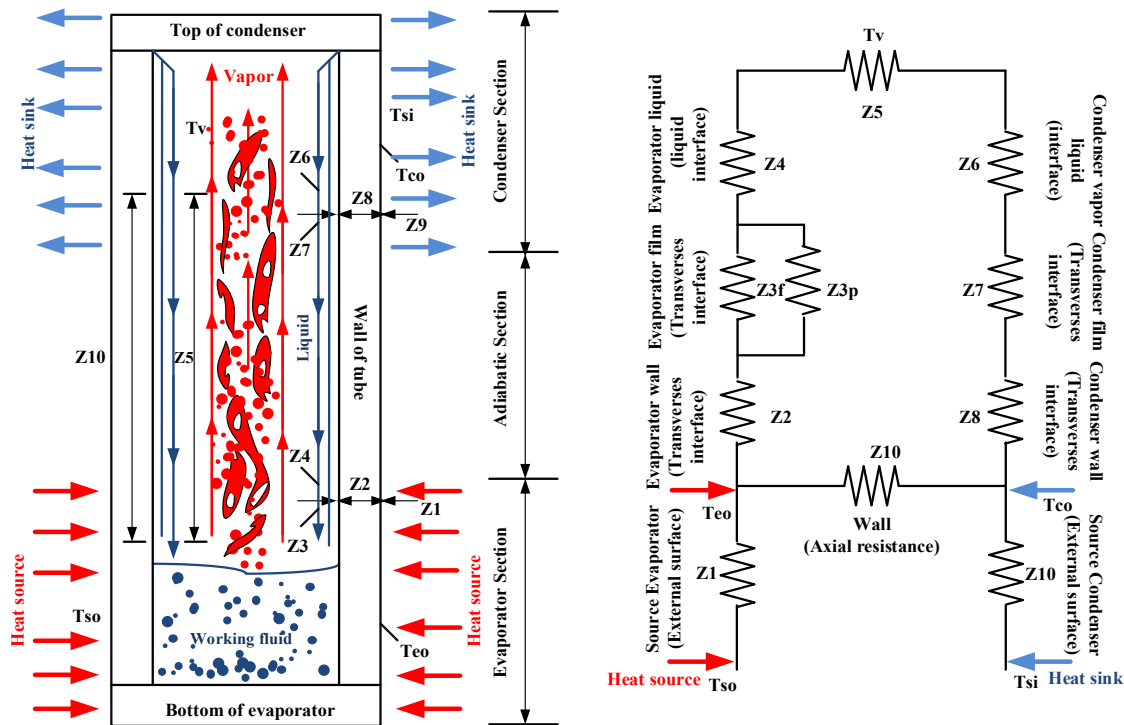 Top of condenser
Vapor
Heat sink
Tsi
Heat sink
Tv
Z6
Tco
Z8
Z9
Z7
Condenser Section
Z10
Z5
Liquid
Wall of tube
Adiabatic Section
Z4
Z2
Z1
Z3
Heat source
Tso
Working fluid
Teo
Heat source
Evaporator Section
Bottom of evaporator
Tv
Z5
Evaporator liquid
(liquid
interface)
Z4
Z6
Condenser vapor
liquid
(interface)
Evaporator film
(Transverses
interface)
Z3f
Z3p
Z7
Condenser film
(Transverses
interface)
Evaporator wall
(Transverses
interface)
Z2
Z8
Condenser wall
(Transverses
interface)
Z10
Teo
Wall
(Axial resistance)
Tco
Source Evaporator
(External surface)
Z1
Z10
Source Condenser
(External surface)
Heat source
Tso
Tsi
Heat sink